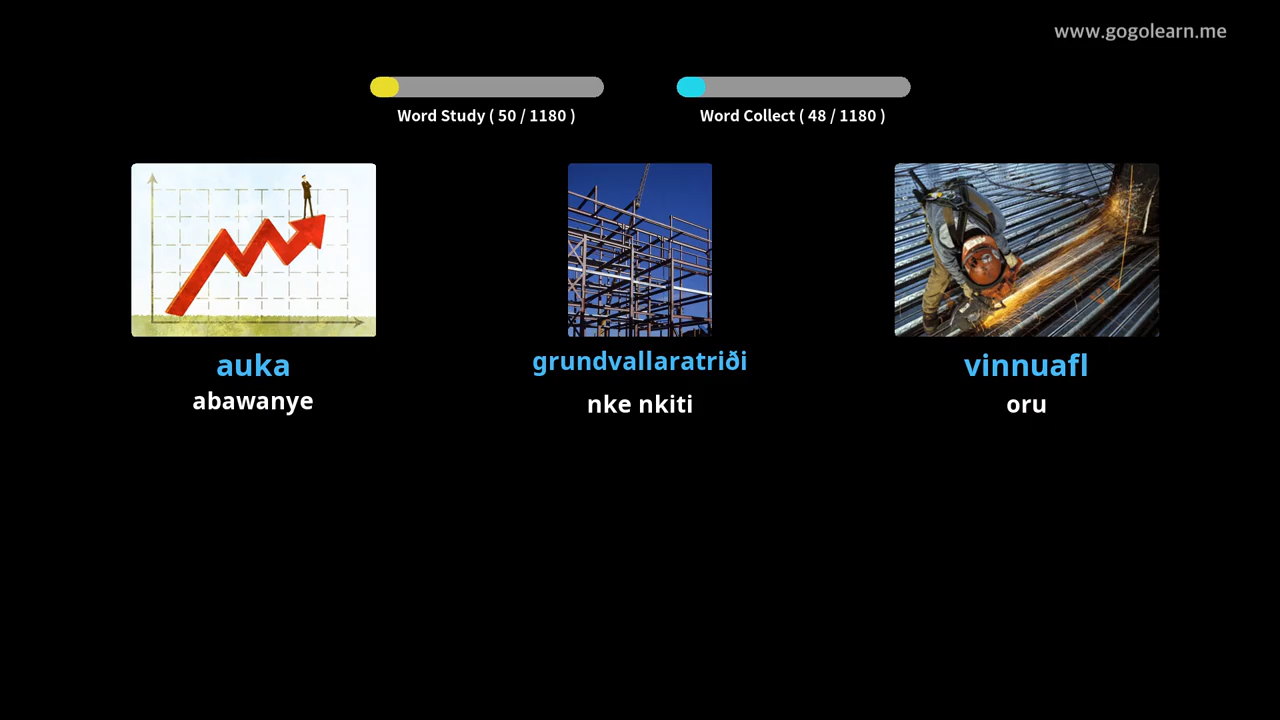 www.gogolearn.me
Word Study ( 50 / 1180 )
Word Collect ( 48 / 1180 )
auka
abawanye
grundvallaratriði
nke nkiti
vinnuafl
oru